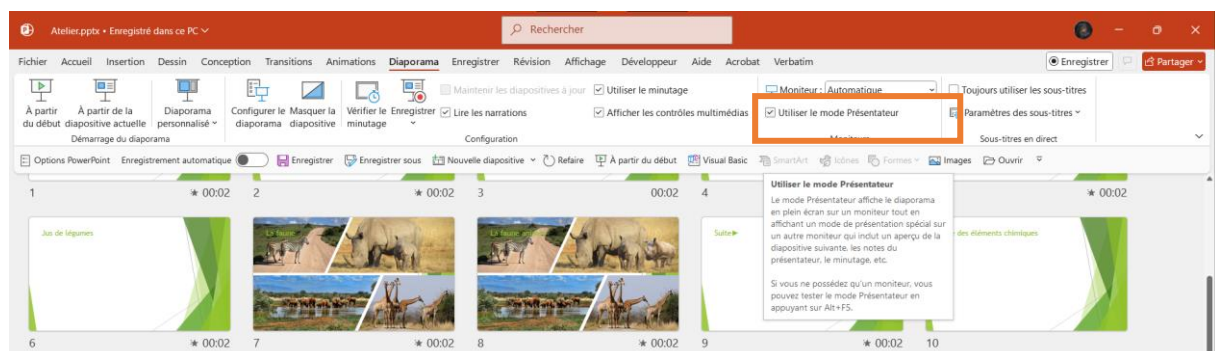 Atelier.pptx • Enregistré dans ce PC
Rechercher
Fichier Accueil Insertion Dessin Conception Transitions Animations Diaporama Enregistrer Révision Affichage Développeur Aide Acrobat Verbatim Enregistrer Partager
À partir du début
À partir de la diapositive actuelle
Diaporama personnalisé
Démarrage du diaporama
Configurer le diaporama
Masquer la diapositive
Vérifier le minutage
Enregistrer
Maintenir les diapositives à jour
Lire les narrations
Utiliser le minutage
Afficher les contrôles multimédias
Configuration
Moniteur : Automatique
Utiliser le mode Présentateur
Moniteurs
Toujours utiliser les sous-titres
Paramètres des sous-titres
Sous-titres en direct
Options PowerPoint Enregistrement automatique Enregistrer Enregistrer sous Nouvelle diapositive Refaire À partir du début Visual Basic SmartArt Icônes Formes Images Ouvrir
1 00:02 2 00:02 3 00:02 4 00:02
Utiliser le mode Présentateur
Le mode Présentateur affiche le diaporama
en plein écran sur un moniteur tout en
affichant un mode de présentation spécial sur
un autre moniteur qui inclut un aperçu de la
diapositive suivante, les notes du
présentateur, le minutage, etc.
Si vous ne possédez qu'un moniteur, vous
pouvez tester le mode Présentateur en
appuyant sur Alt+F5.
Jus de légumes
La faune
Suite
des éléments chimiques
6 00:02 7 00:02 8 00:02 9 00:02 10